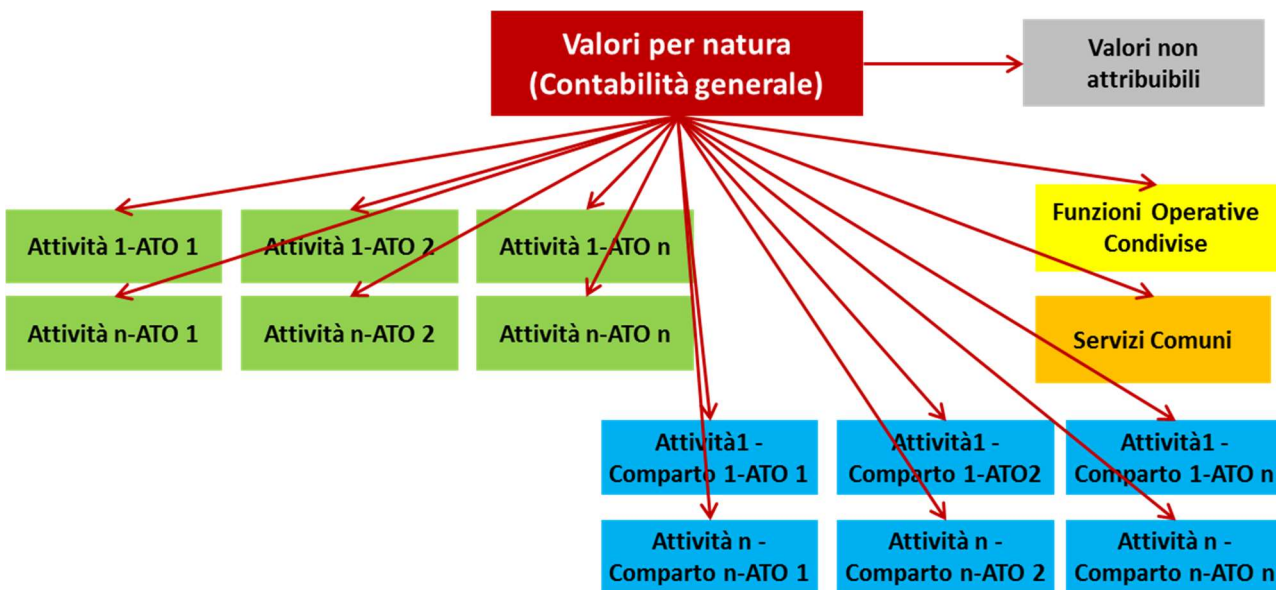 Valori per natura
(Contabilità generale)
Valori non
attribuibili
Attività 1-ATO 1
Attività 1-ATO 2
Attività 1-ATO n
Funzioni Operative
Condivise
Attività n-ATO 1
Attività n-ATO 2
Attività n-ATO n
Servizi Comuni
Attività1 -
Comparto 1-ATO 1
Attività1 -
Comparto 1-ATO2
Attività1 -
Comparto 1-ATO n
Attività n -
Comparto n-ATO 1
Attività n -
Comparto n-ATO 2
Attività n -
Comparto n-ATO n